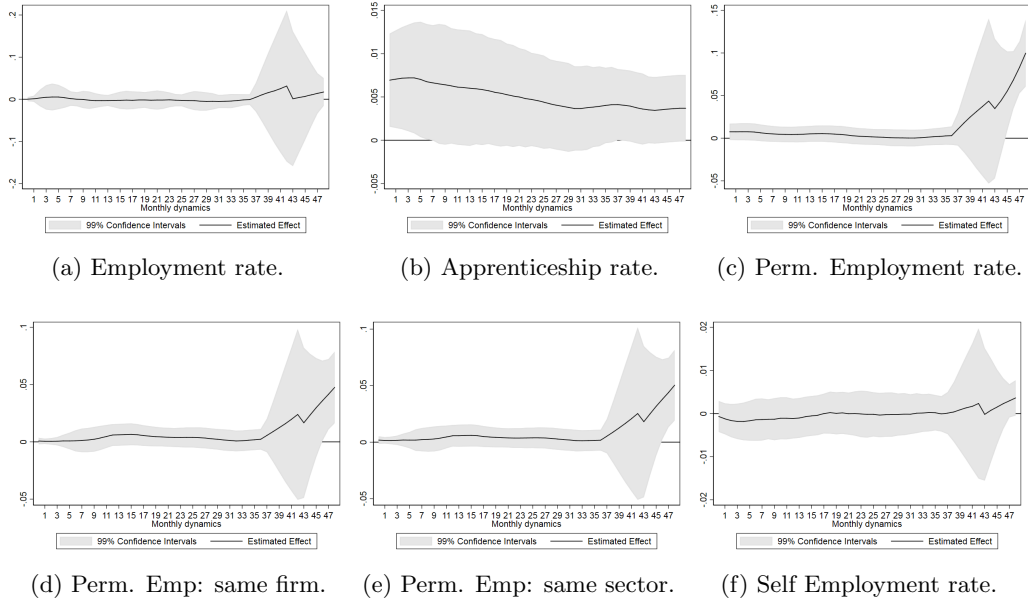 .2
.1
0
-.1
-.2
1 3 5 7 9 11 13 15 17 19 21 23 25 27 29 31 33 35 37 39 41 43 45 47
Monthly dynamics
99% Confidence Intervals Estimated Effect
(a) Employment rate.
.015
.01
.005
0
-.005
1 3 5 7 9 11 13 15 17 19 21 23 25 27 29 31 33 35 37 39 41 43 45 47
Monthly dynamics
99% Confidence Intervals Estimated Effect
(b) Apprenticeship rate.
.15
.1
.05
0
-.05
1 3 5 7 9 11 13 15 17 19 21 23 25 27 29 31 33 35 37 39 41 43 45 47
Monthly dynamics
99% Confidence Intervals Estimated Effect
(c) Perm. Employment rate.
.1
.05
0
-.05
1 3 5 7 9 11 13 15 17 19 21 23 25 27 29 31 33 35 37 39 41 43 45 47
Monthly dynamics
99% Confidence Intervals Estimated Effect
(d) Perm. Emp: same firm.
.1
.05
0
-.05
1 3 5 7 9 11 13 15 17 19 21 23 25 27 29 31 33 35 37 39 41 43 45 47
Monthly dynamics
99% Confidence Intervals Estimated Effect
(e) Perm. Emp: same sector.
.02
.01
0
-.01
-.02
1 3 5 7 9 11 13 15 17 19 21 23 25 27 29 31 33 35 37 39 41 43 45 47
Monthly dynamics
99% Confidence Intervals Estimated Effect
(f) Self Employment rate.